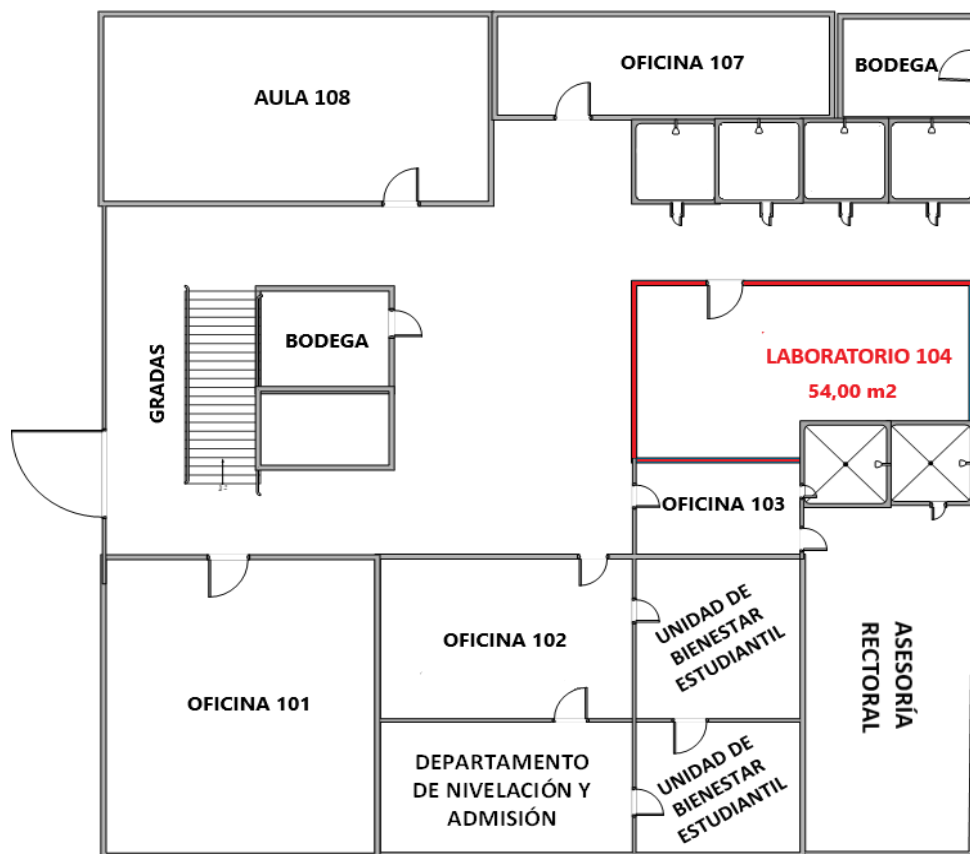 OFICINA 107
BODEGA
AULA 108
BODEGA
GRADAS
LABORATORIO 104
54,00 m2
OFICINA 103
OFICINA 102
UNIDAD DE
BIENESTAR
ESTUDIANTIL
ASESORÍA
RECTORAL
OFICINA 101
DEPARTAMENTO
DE NIVELACIÓN Y
ADMISIÓN
UNIDAD DE
BIENESTAR
ESTUDIANTIL